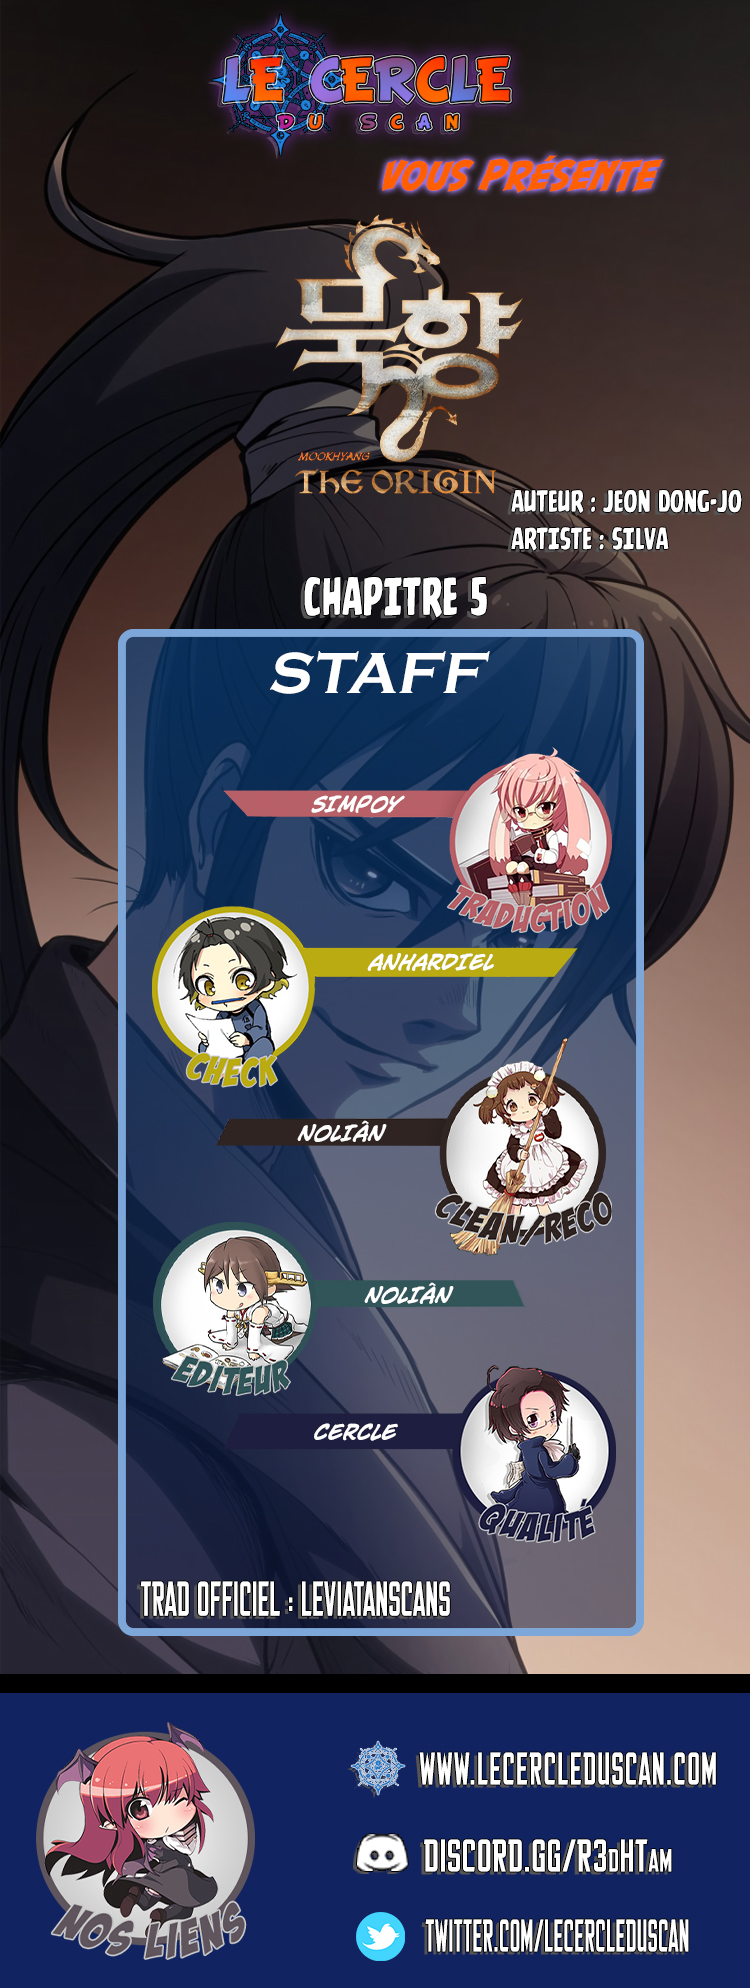 LE CERCLE
DU SCAN
VOUS PRÉSENTE
묵향
MOOKHYANG
THE ORIGIN
AUTEUR : JEON DONG-JO
ARTISTE : SILVA
CHAPITRE 5
STAFF
SIMPOY
TRADUCTION
ANHARDIEL
CHECK
NOLIÂN
CLEAN/RECO
NOLIÂN
EDITEUR
CERCLE
QUALITÉ
TRAD OFFICIEL : LEVIATANSCANS
NOS LIENS
WWW.LECERCLEDUSCAN.COM
DISCORD.GG/R3DHTAM
TWITTER.COM/LECERCLEDUSCAN